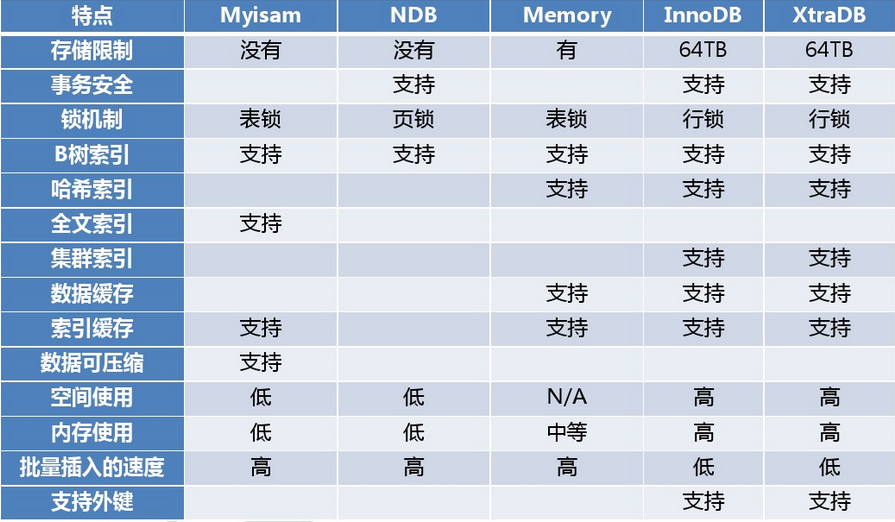 特点 Myisam NDB Memory InnoDB XtraDB
存储限制 没有 没有 有 64TB 64TB
事务安全 支持 支持 支持
锁机制 表锁 页锁 表锁 行锁 行锁
B树索引 支持 支持 支持 支持 支持
哈希索引 支持 支持 支持
全文索引 支持
集群索引 支持 支持
数据缓存 支持 支持 支持
索引缓存 支持 支持 支持 支持
数据可压缩 支持
空间使用 低 低 N/A 高 高
内存使用 低 低 中等 高 高
批量插入的速度 高 高 高 低 低
支持外键 支持 支持